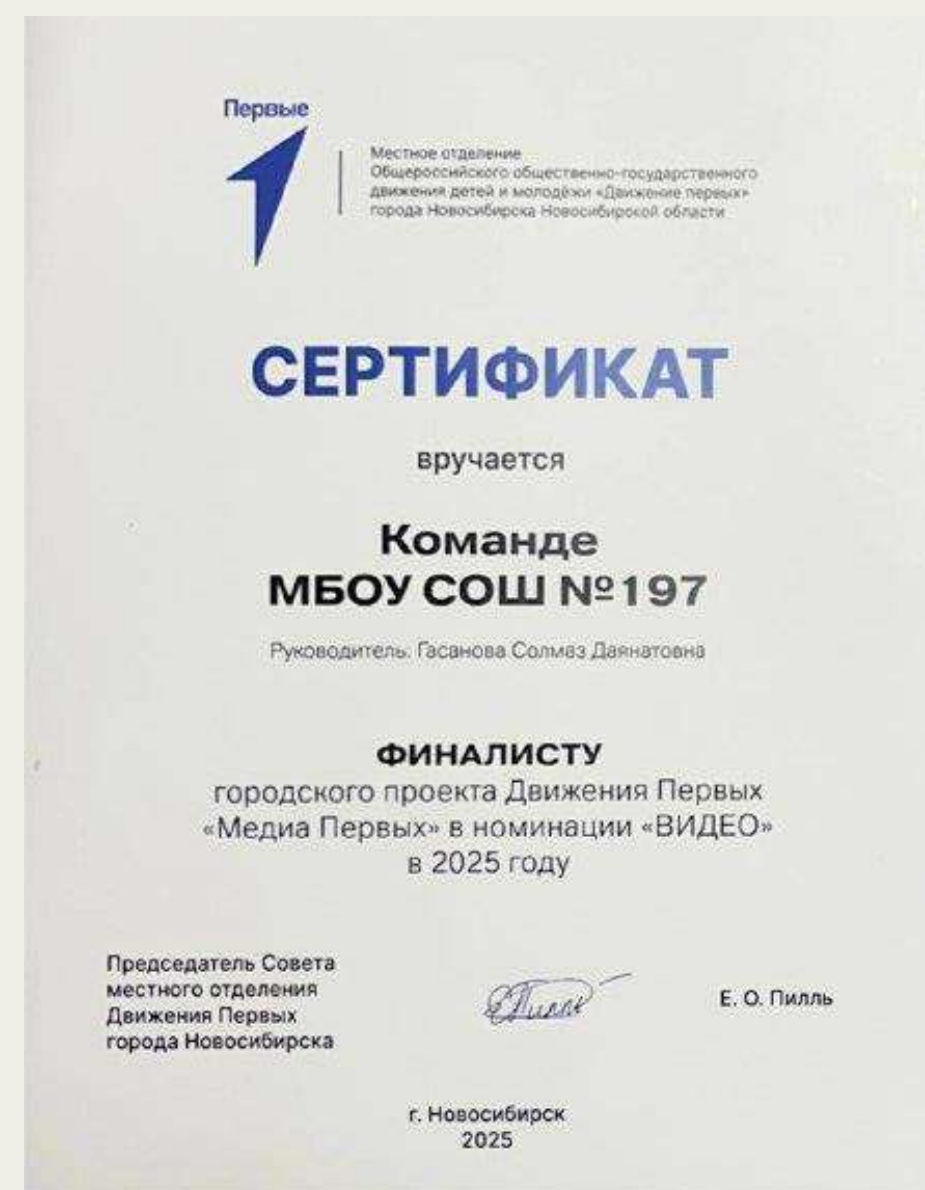 Первые
Местное отделение
Общероссийского общественно-государственного
движения детей и молодёжи «Движение первых»
города Новосибирска Новосибирской области
СЕРТИФИКАТ
вручается
Команде
МБОУ СОШ №197
Руководитель: Гасанова Солмаз Даянатовна
ФИНАЛИСТУ
городского проекта Движения Первых
«Медиа Первых» в номинации «ВИДЕО»
в 2025 году
Председатель Совета
местного отделения
Движения Первых
города Новосибирска
ЕПилль
Е. О. Пилль
г. Новосибирск
2025